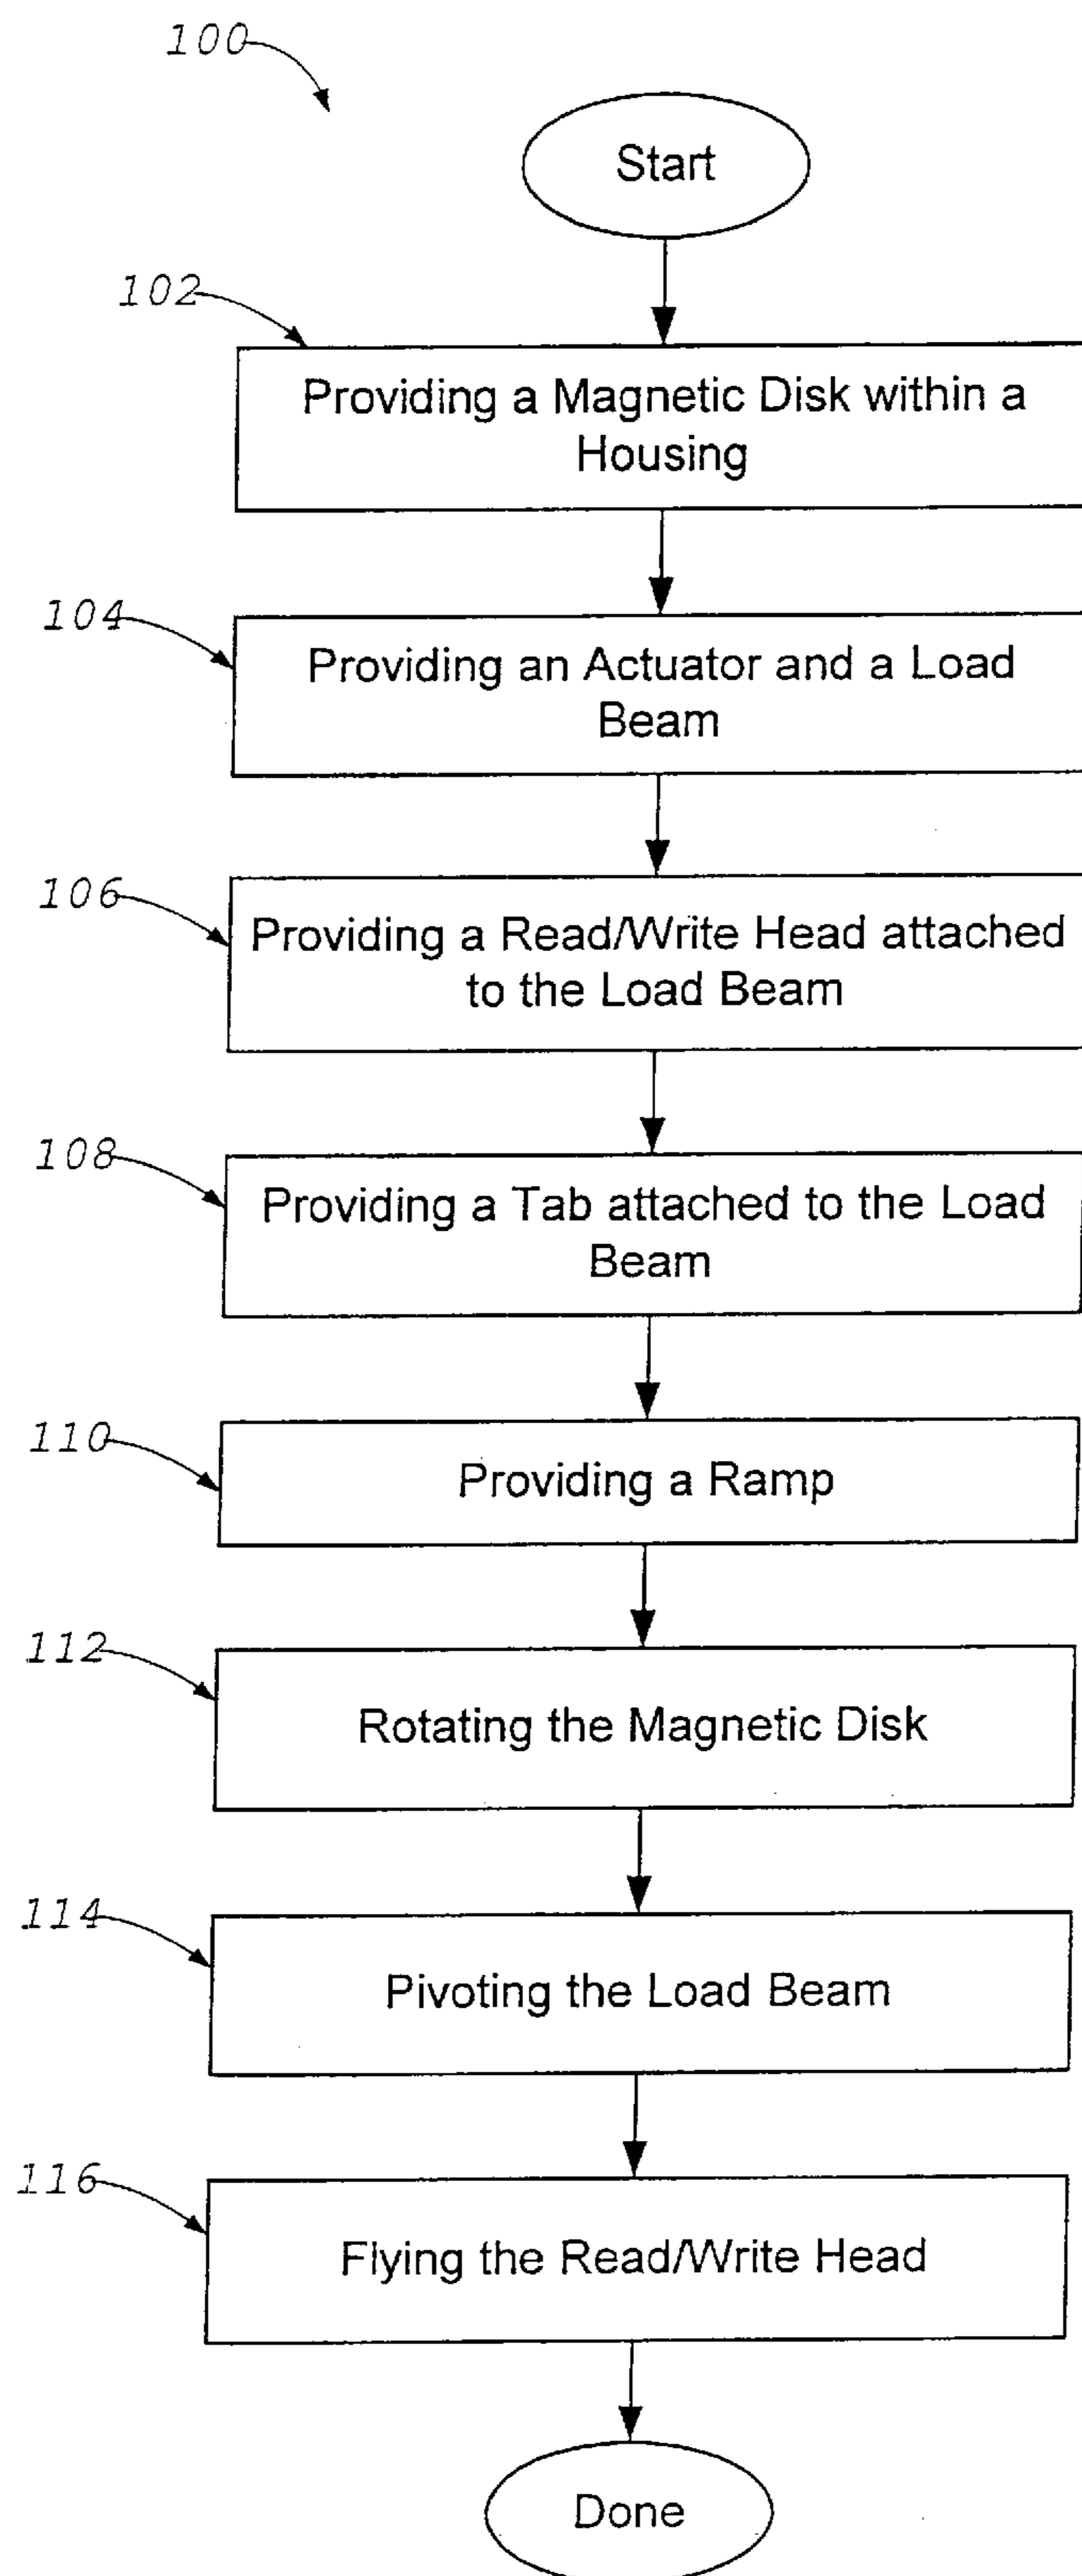 100
Start
102
Providing a Magnetic Disk within a
Housing
104
Providing an Actuator and a Load
Beam
106
Providing a Read/Write Head attached
to the Load Beam
108
Providing a Tab attached to the Load
Beam
110
Providing a Ramp
112
Rotating the Magnetic Disk
114
Pivoting the Load Beam
116
Flying the Read/Write Head
Done